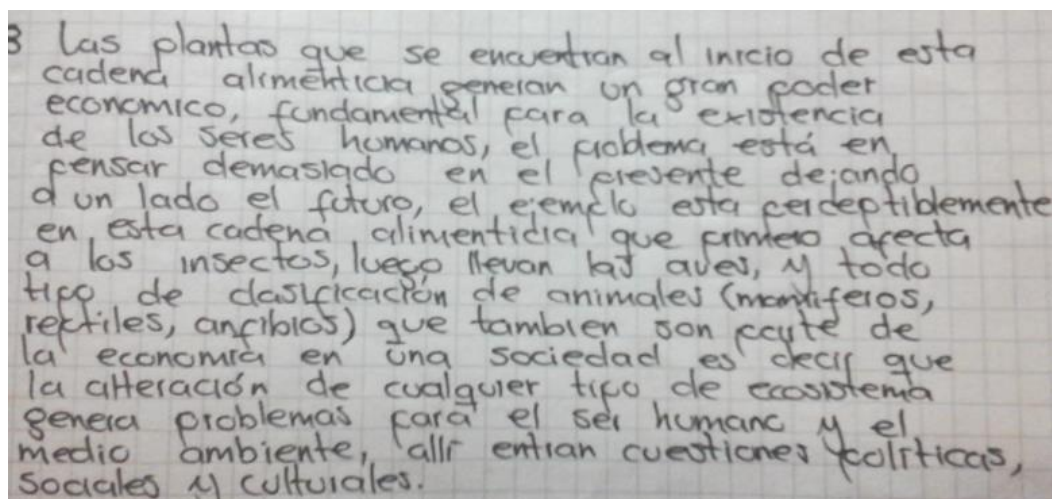 3 Las plantas que se encuentran al inicio de esta
cadena alimenticia generan un gran poder
economico, fundamental para la existencia
de los seres humanos, el problema está en
pensar demasiado en el presente dejando
a un lado el futuro, el ejemplo esta perceptiblemente
en esta cadena alimenticia que primero afecta
a los insectos, luego llevan las aves, y todo
tipo de clasificación de animales (mamiferos,
reptiles, anfibios) que tambien son parte de
la economía en una sociedad es decir que
la alteración de cualquier tipo de ecosistema
genera problemas para el ser humano y el
medio ambiente, allí entran cuestiones políticas,
sociales y culturales.